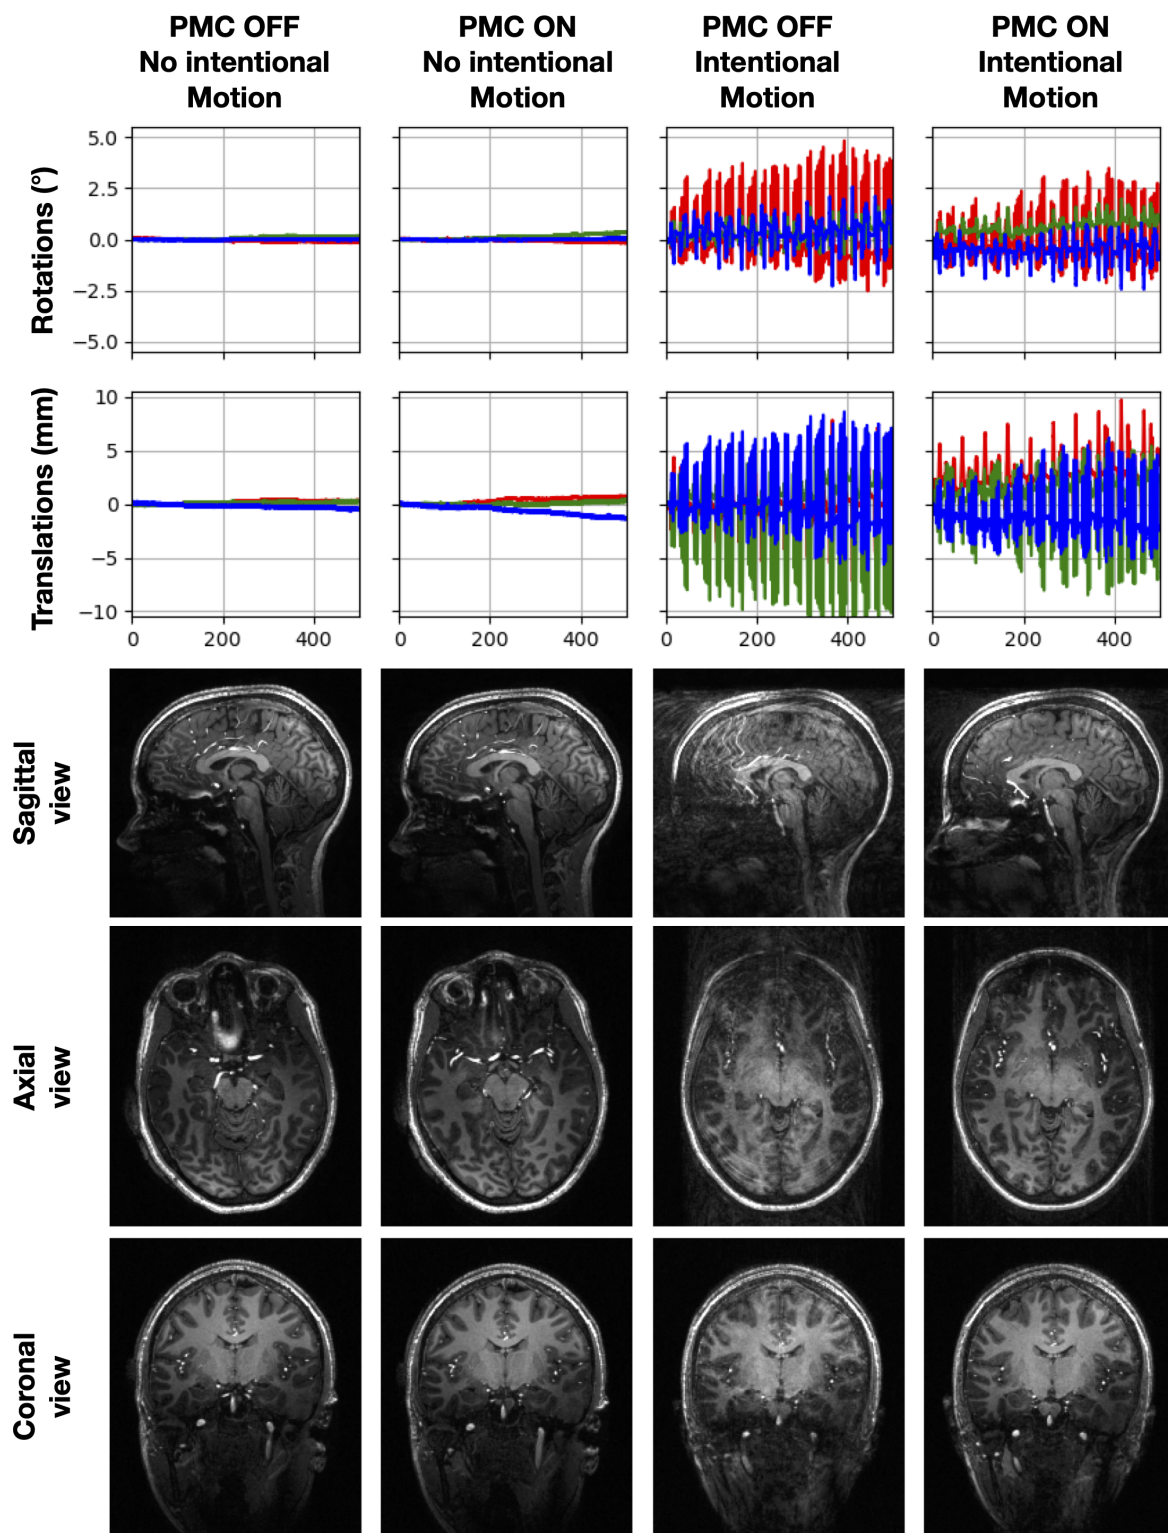 PMC OFF
No intentional
Motion
PMC ON
No intentional
Motion
PMC OFF
Intentional
Motion
PMC ON
Intentional
Motion
Rotations (°)
5.0
2.5
0.0
−2.5
−5.0
Translations (mm)
10
5
0
−5
−10
0 200 400
0 200 400
0 200 400
0 200 400
Sagittal
view
Axial
view
Coronal
view